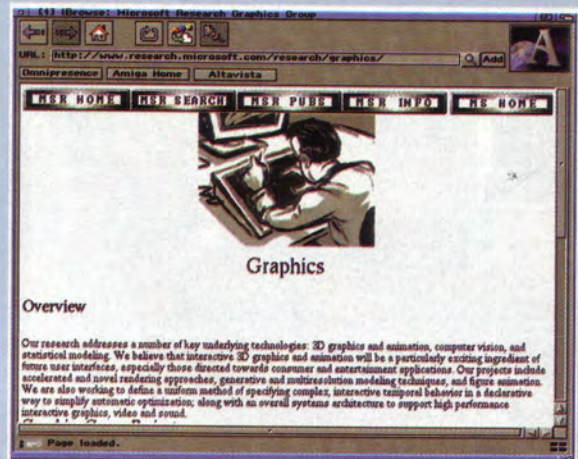 [4] IBrowse: Microsoft Research Graphics Group
URL: http://www.research.microsoft.com/research/graphics/ Add
Omnipresence Amiga Home Altavista
MSR HOME MSR SEARCH MSR PUBS MSR INFO MS HOME
Graphics
Overview
Our research addresses a number of key underlying technologies: 3D graphics and animation, computer vision, and
statistical modeling. We believe that interactive 3D graphics and animation will be a particularly exciting ingredient of
future user interfaces, especially those directed towards consumer and entertainment applications. Our projects include
accelerated and novel rendering approaches, generative and multiresolution modeling techniques, and figure animation.
We are also working to define a uniform method of specifying complex, interactive temporal behavior in a declarative
way to simplify automatic optimization; along with an overall systems architecture to support high performance
interactive graphics, video and sound.
Page loaded.